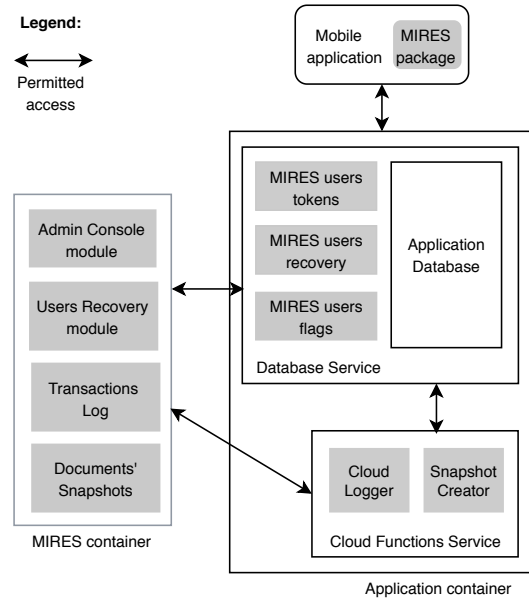 Legend:
Permitted
access
Mobile
application
MIRES
package
Admin Console
module
Users Recovery
module
Transactions
Log
Documents'
Snapshots
MIRES container
MIRES users
tokens
MIRES users
recovery
MIRES users
flags
Application
Database
Database Service
Cloud
Logger
Snapshot
Creator
Cloud Functions Service
Application container